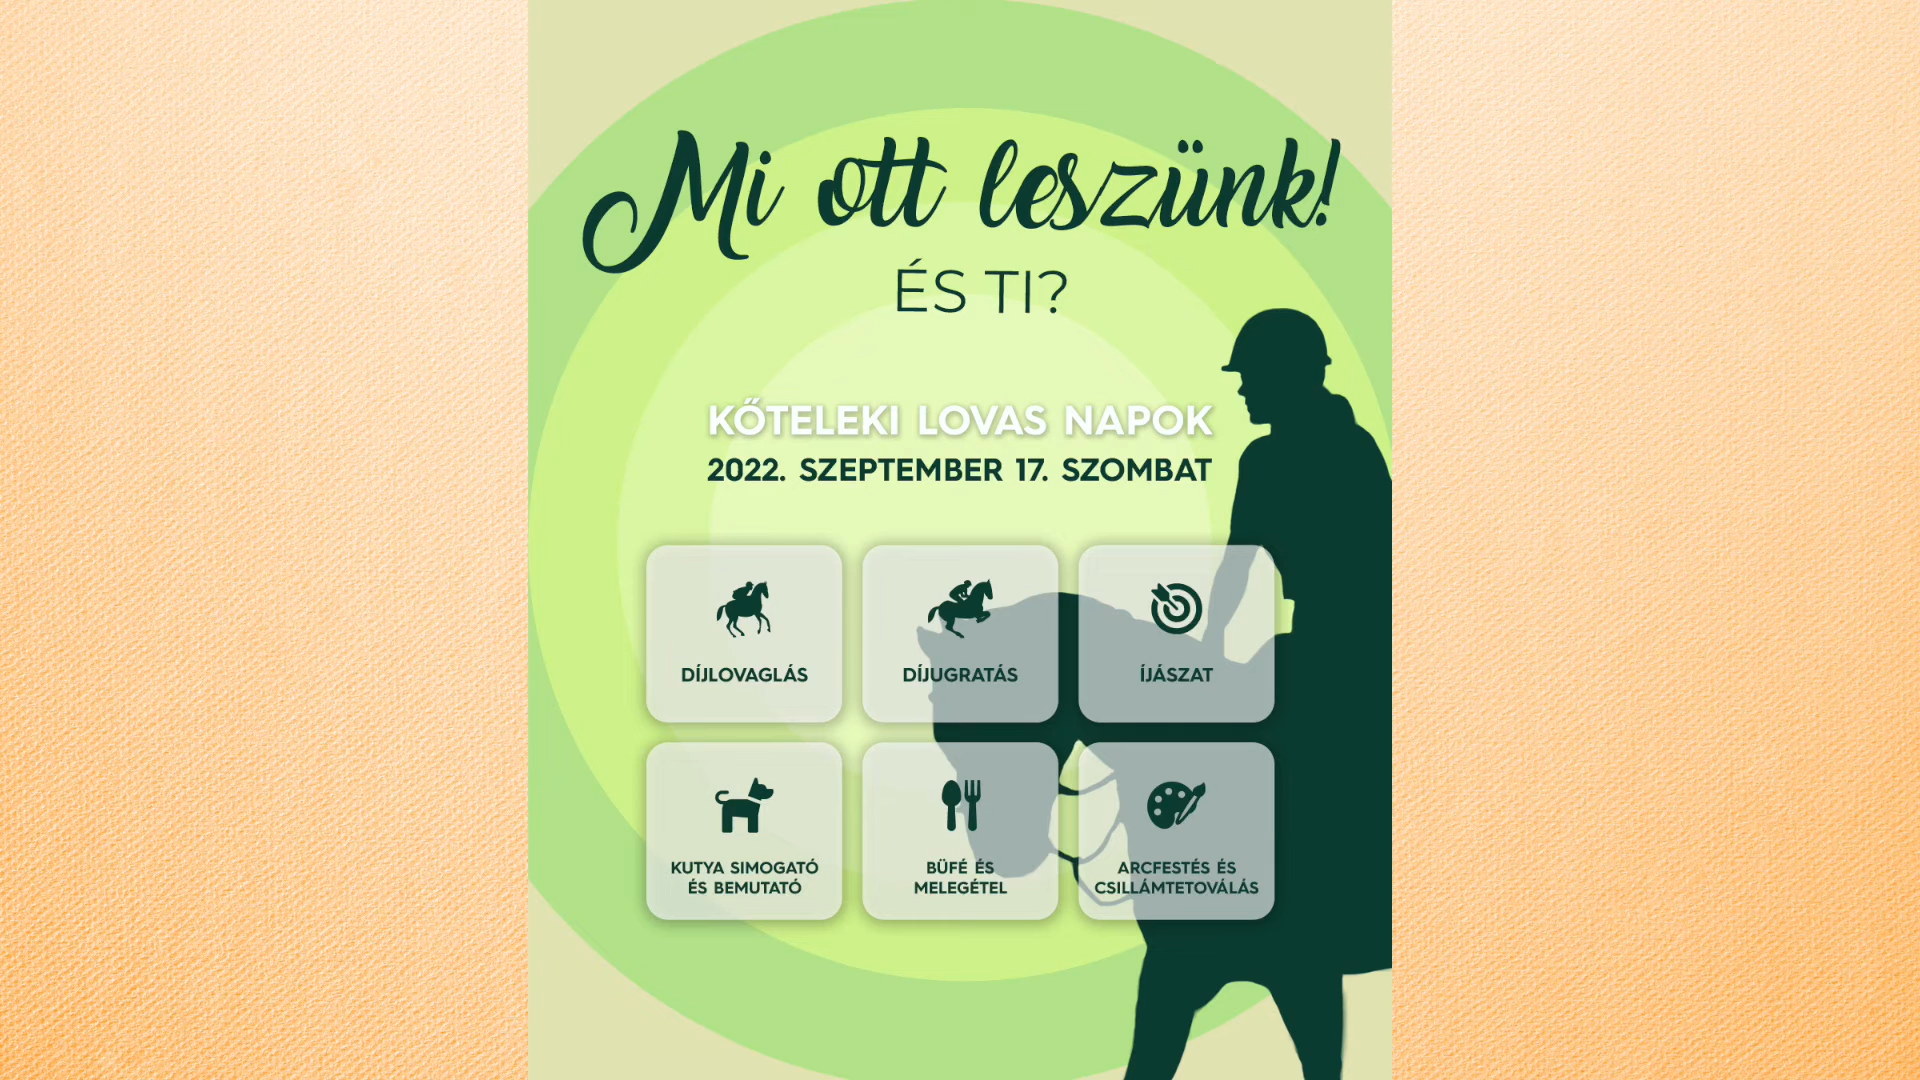 Mi ott leszünk!
ÉS TI?
KŐTELEKI LOVAS NAPOK
2022. SZEPTEMBER 17. SZOMBAT
DÍJLOVAGLÁS
DÍJUGRATÁS
ÍJÁSZAT
KUTYA SIMOGATÓ
ÉS BEMUTATÓ
BÜFÉ ÉS
MELEGÉTEL
ARCFESTÉS ÉS
CSILLÁMTETOVÁLÁS